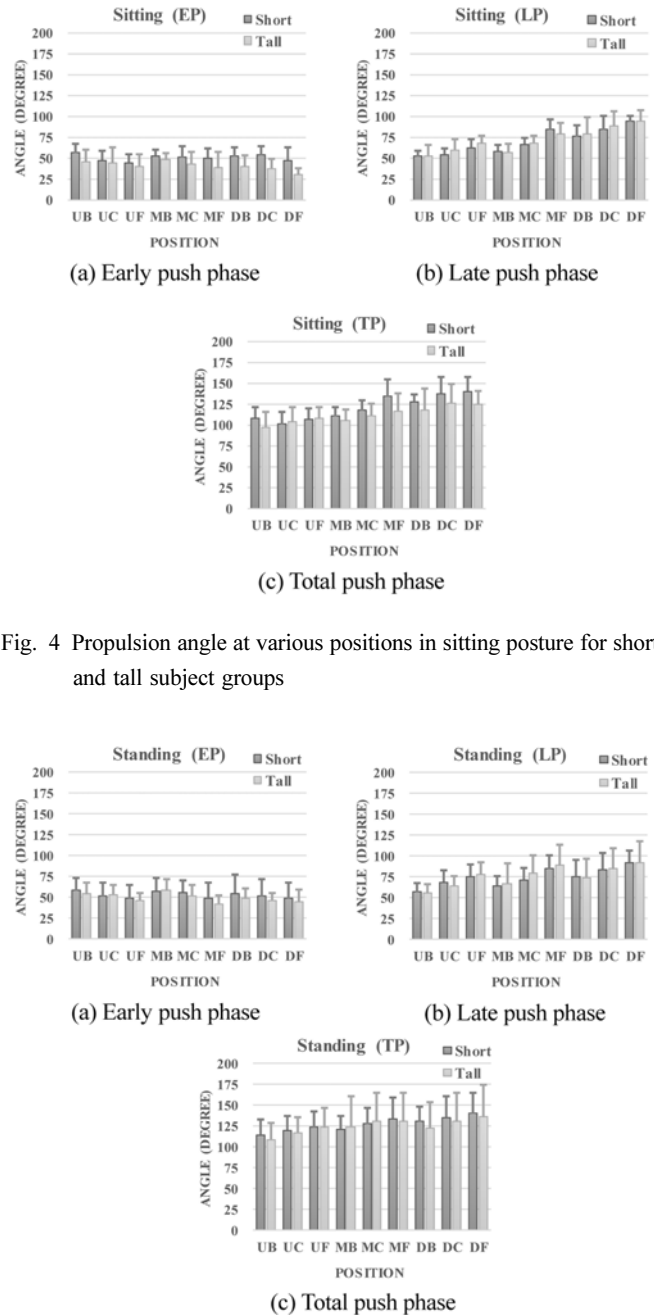 Sitting (EP)
Short
Tall
ANGLE (DEGREE)
200
175
150
125
100
75
50
25
0
UB UC UF MB MC MF DB DC DF
POSITION
(a) Early push phase
Sitting (LP)
Short
Tall
ANGLE (DEGREE)
200
175
150
125
100
75
50
25
0
UB UC UF MB MC MF DB DC DF
POSITION
(b) Late push phase
Sitting (TP)
Short
Tall
ANGLE (DEGREE)
200
175
150
125
100
75
50
25
0
UB UC UF MB MC MF DB DC DF
POSITION
(c) Total push phase
Fig. 4 Propulsion angle at various positions in sitting posture for short
and tall subject groups
Standing (EP)
Short
Tall
ANGLE (DEGREE)
200
175
150
125
100
75
50
25
0
UB UC UF MB MC MF DB DC DF
POSITION
(a) Early push phase
Standing (LP)
Short
Tall
ANGLE (DEGREE)
200
175
150
125
100
75
50
25
0
UB UC UF MB MC MF DB DC DF
POSITION
(b) Late push phase
Standing (TP)
Short
Tall
ANGLE (DEGREE)
200
175
150
125
100
75
50
25
0
UB UC UF MB MC MF DB DC DF
POSITION
(c) Total push phase